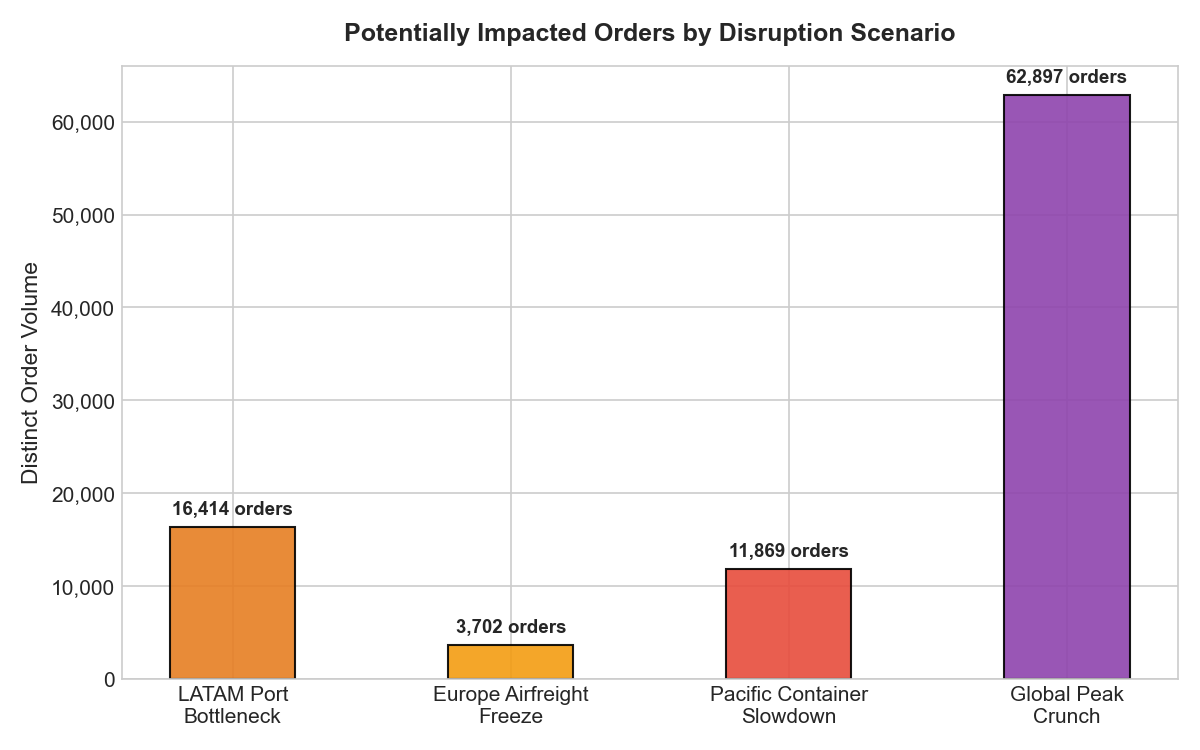 Potentially Impacted Orders by Disruption Scenario
Distinct Order Volume
60,000
50,000
40,000
30,000
20,000
10,000
0
16,414 orders
3,702 orders
11,869 orders
62,897 orders
LATAM Port
Bottleneck
Europe Airfreight
Freeze
Pacific Container
Slowdown
Global Peak
Crunch